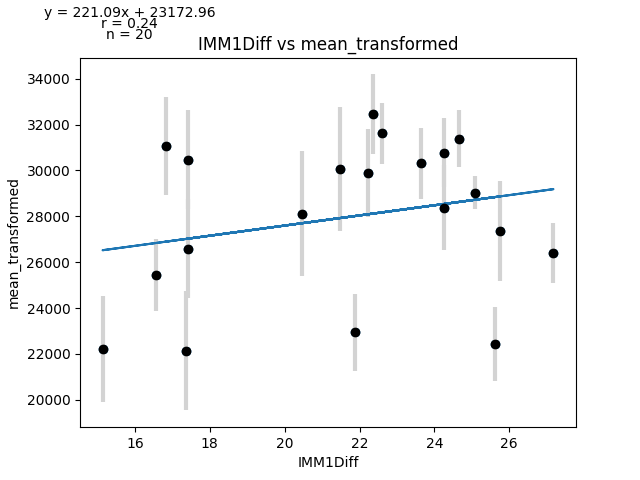 y = 221.09x + 23172.96
r = 0.24
n = 20
IMM1Diff vs mean_transformed
34000
32000
30000
28000
26000
24000
22000
20000
mean_transformed
16 18 20 22 24 26
IMM1Diff